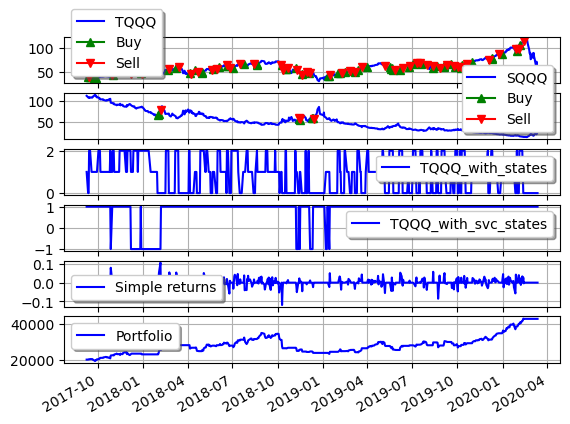 TQQQ
Buy
Sell
100
50
SQQQ
Buy
Sell
100
50
2
0
TQQQ_with_states
1
0
−1
TQQQ_with_svc_states
0.1
0.0
−0.1
Simple returns
40000
20000
Portfolio
2017-10
2018-01
2018-04
2018-07
2018-10
2019-01
2019-04
2019-07
2019-10
2020-01
2020-04